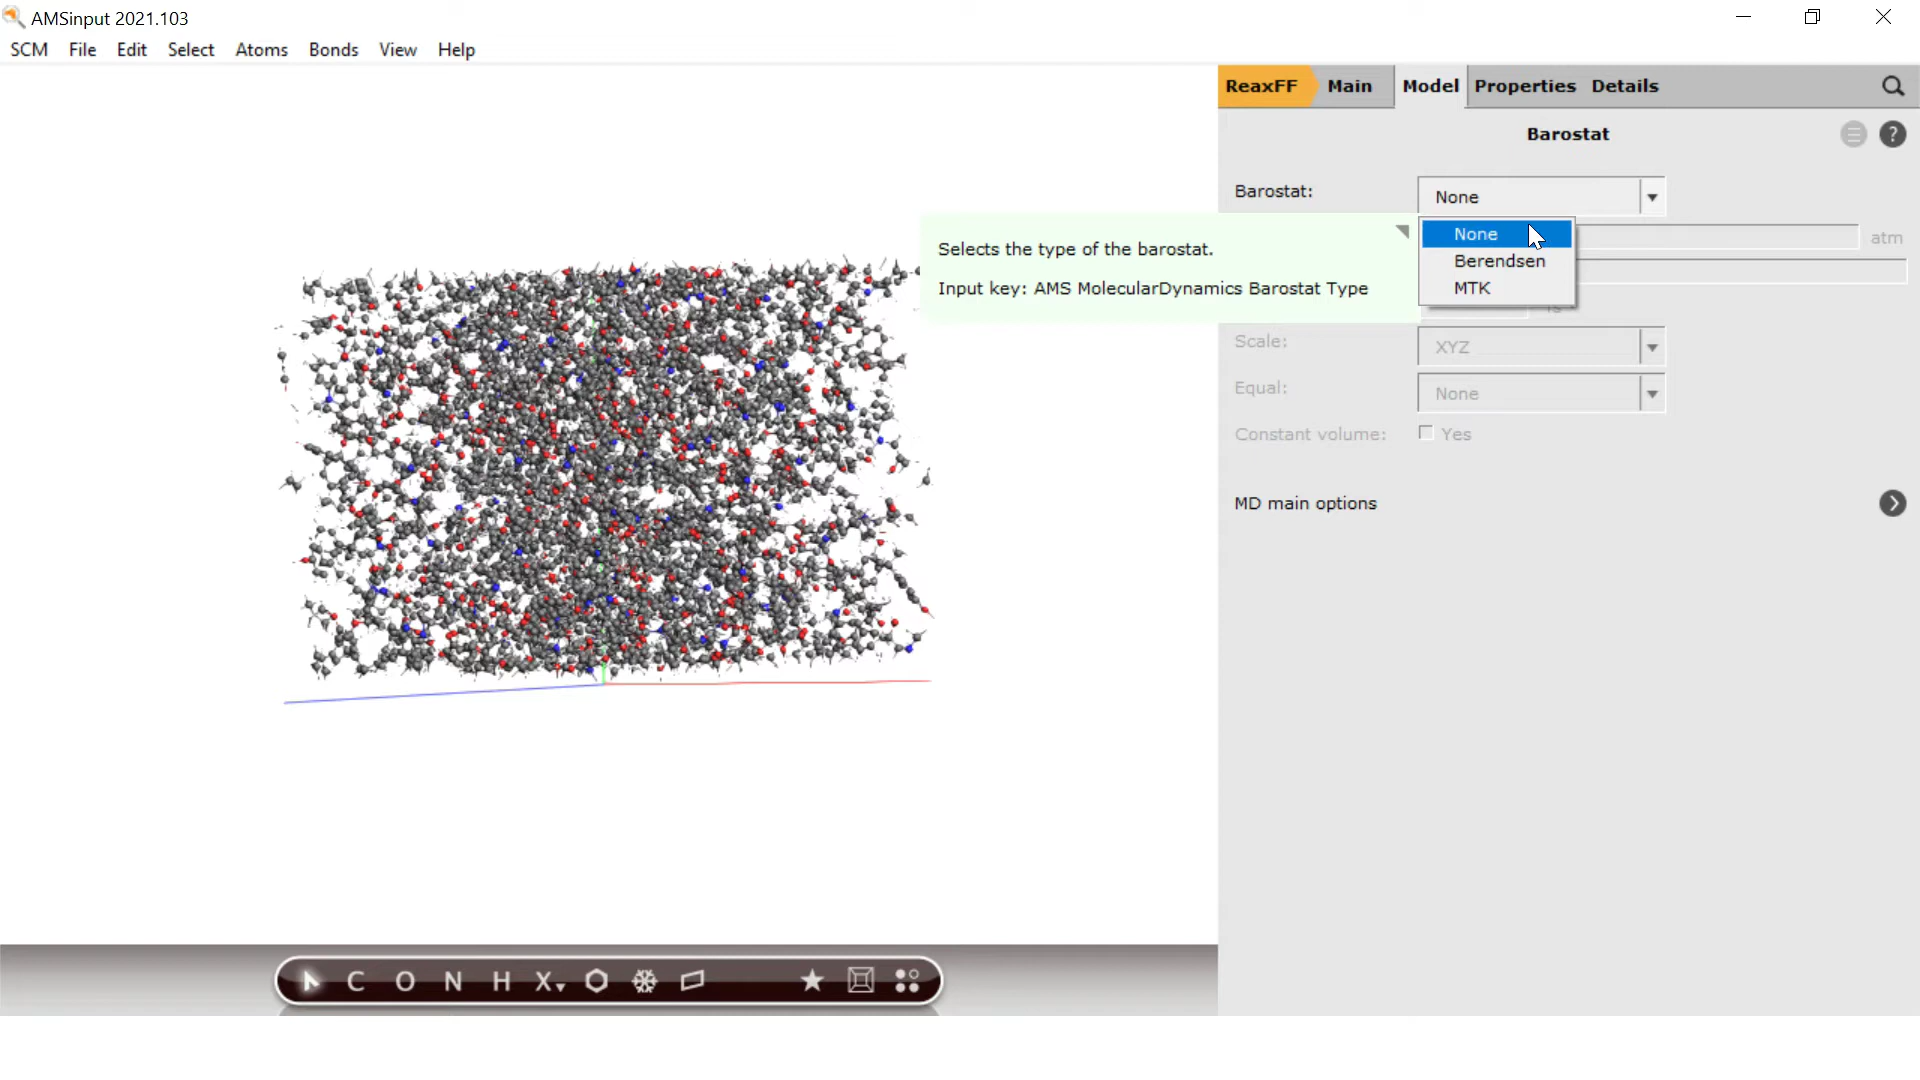 AMSinput 2021.103
SCM File Edit Select Atoms Bonds View Help
ReaxFF Main Model Properties Details
Barostat
?
Barostat: None
None
Berendsen
MTK
Selects the type of the barostat.
Input key: AMS MolecularDynamics Barostat Type
atm
Scale: XYZ
Equal: None
Constant volume: Yes
MD main options
C O N H X